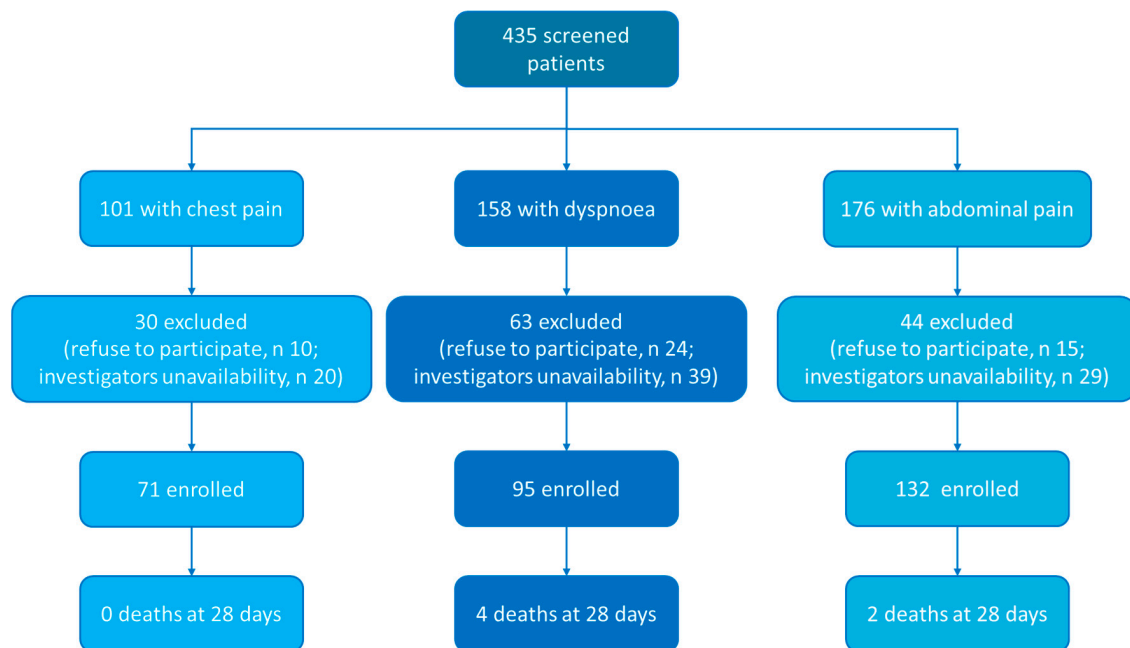 435 screened
patients
101 with chest pain
158 with dyspnoea
176 with abdominal pain
30 excluded
(refuse to participate, n 10;
investigators unavailability, n 20)
63 excluded
(refuse to participate, n 24;
investigators unavailability, n 39)
44 excluded
(refuse to participate, n 15;
investigators unavailability, n 29)
71 enrolled
95 enrolled
132 enrolled
0 deaths at 28 days
4 deaths at 28 days
2 deaths at 28 days